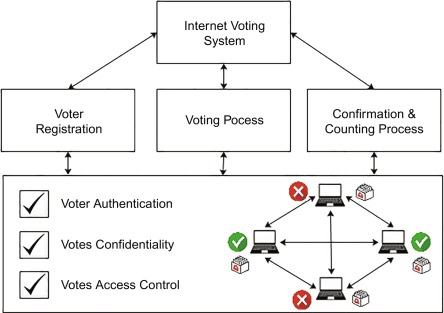 Internet Voting
System
Voter
Registration
Voting Pocess
Confirmation &
Counting Process
Voter Authentication
Votes Confidentiality
Votes Access Control